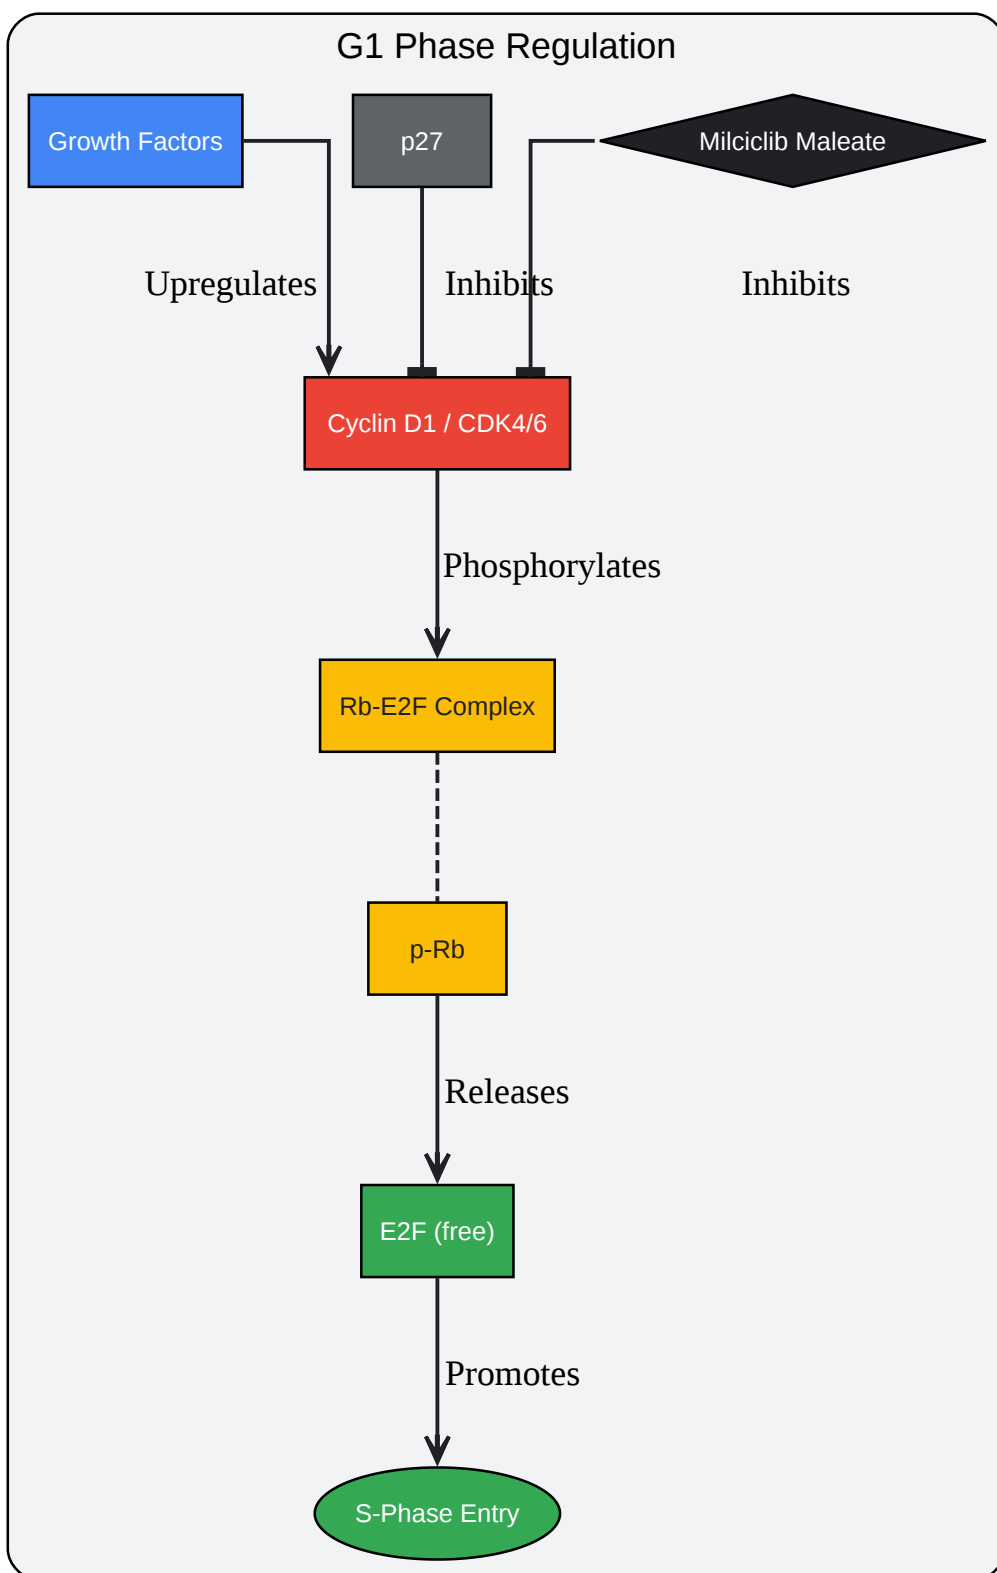 G1 Phase Regulation
Growth Factors
p27
Milciclib Maleate
Upregulates
Inhibits
Inhibits
Cyclin D1 / CDK4/6
Phosphorylates
Rb-E2F Complex
p-Rb
Releases
E2F (free)
Promotes
S-Phase Entry